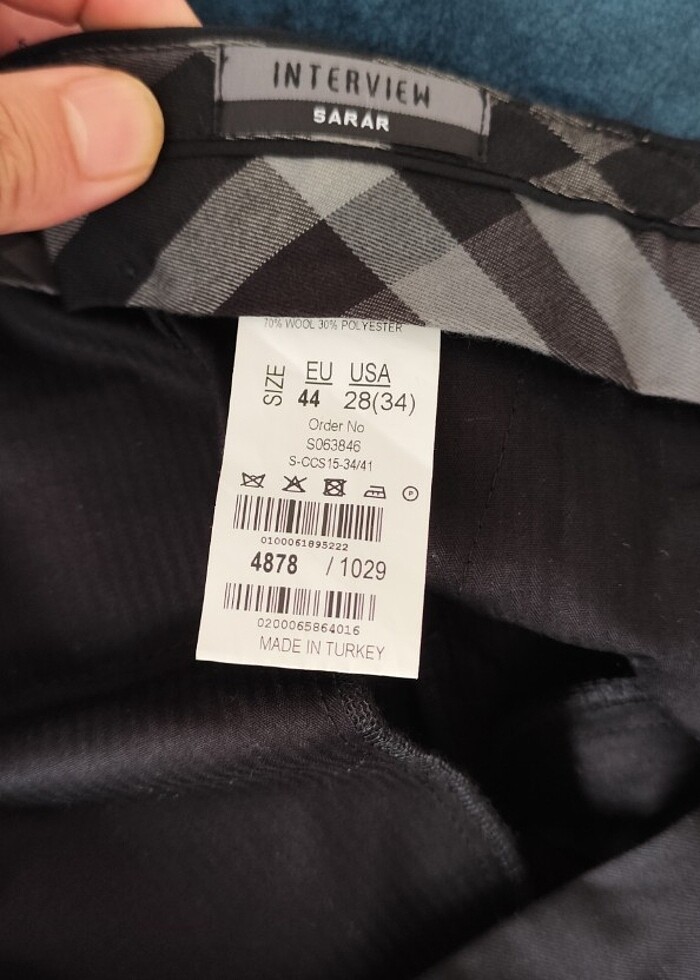 INTERVIEW
SARAR
70% WOOL 30% POLYESTER
SIZE
EU USA
44 28(34)
Order No
S063846
S-CCS15-34/41
P
0100061895222
4878 / 1029
0200065864016
MADE IN TURKEY